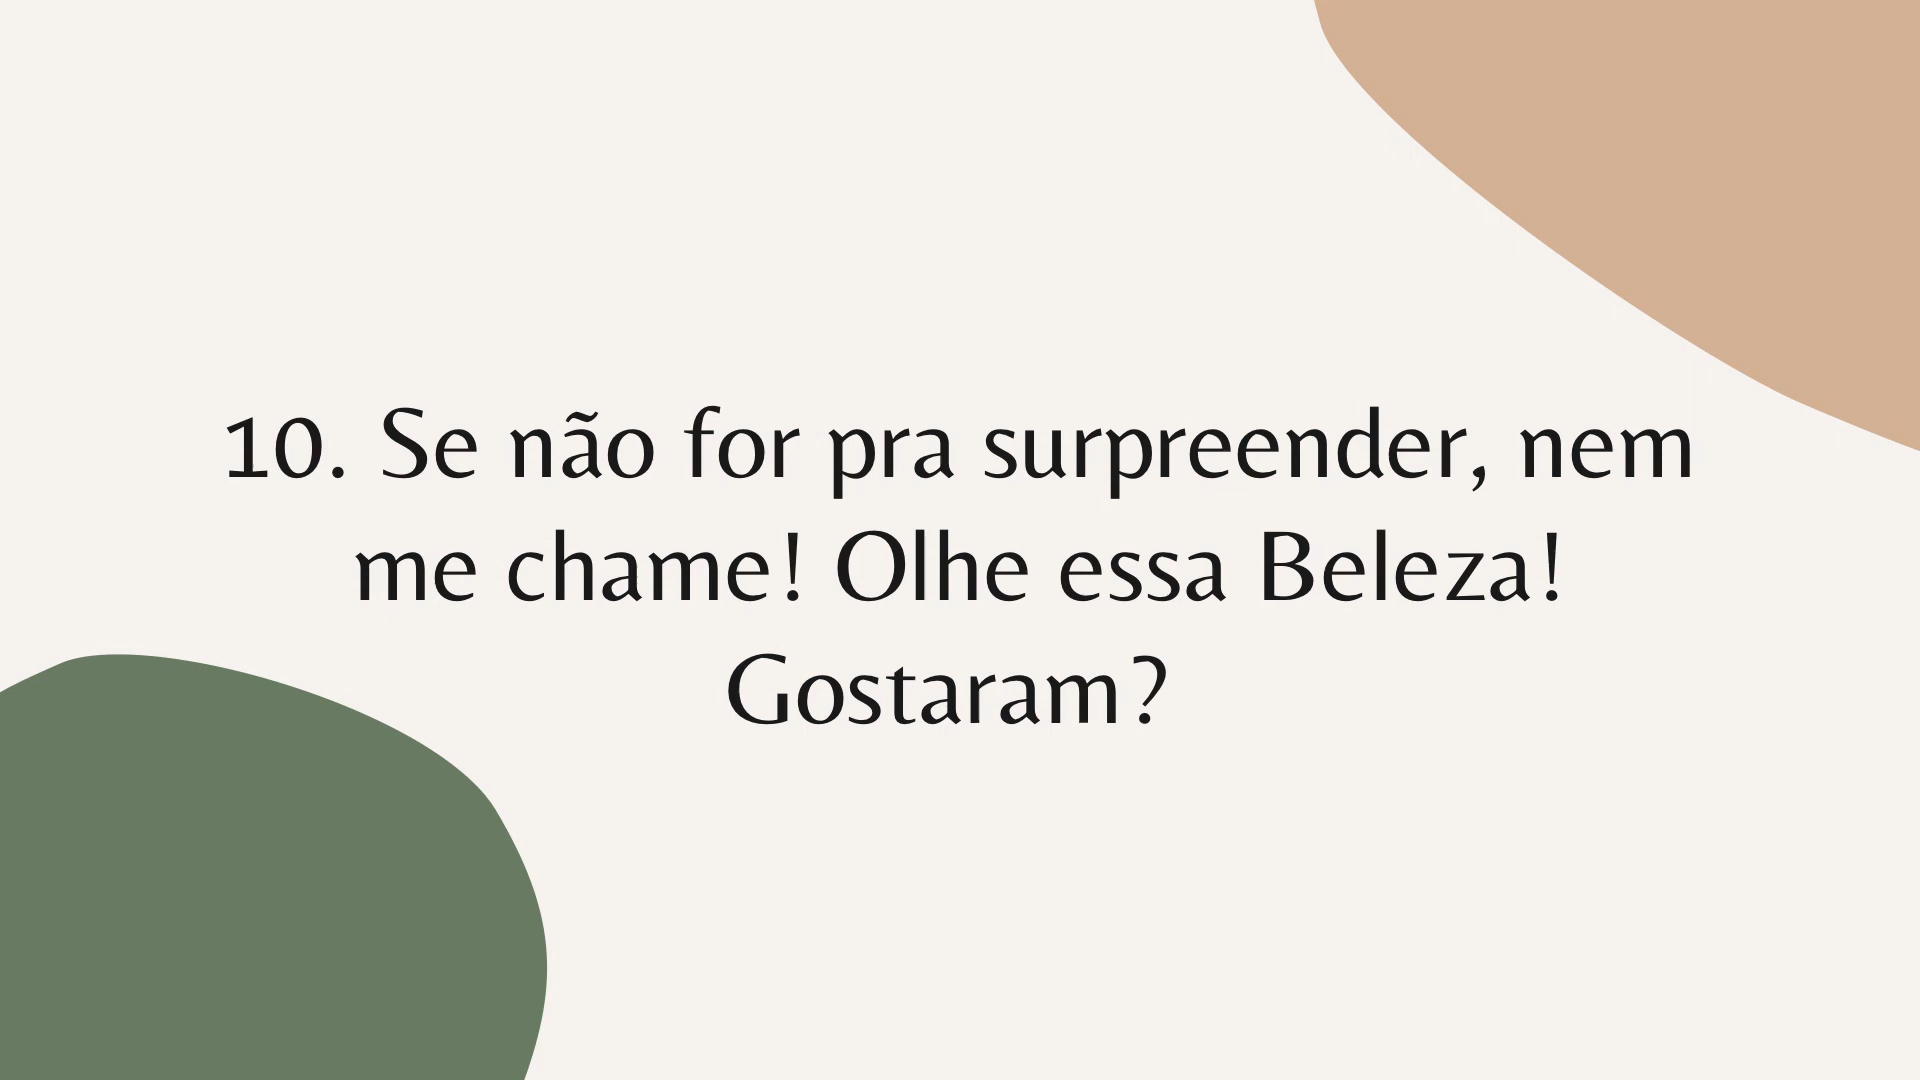 10. Se não for pra surpreender, nem
me chame! Olhe essa Beleza!
Gostaram?